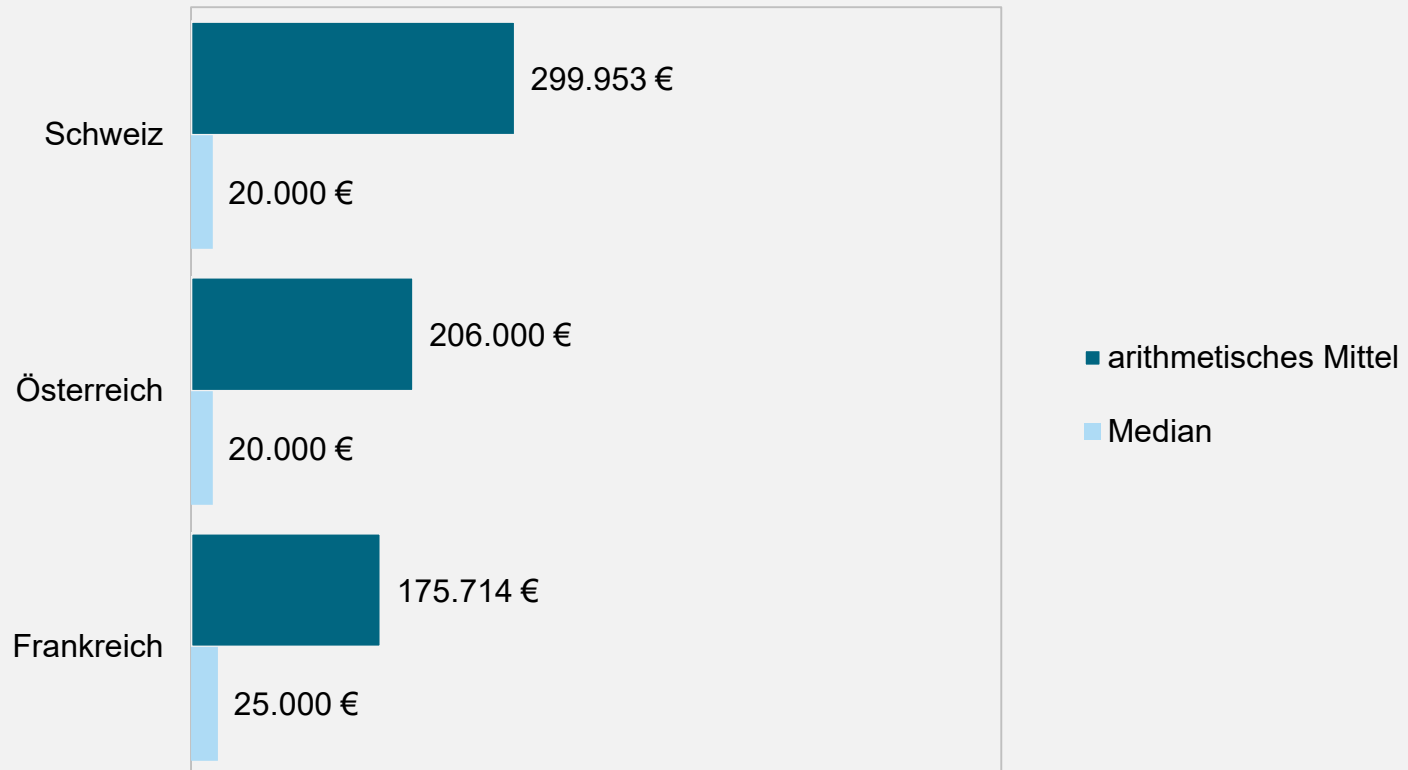 299.953 €
Schweiz
20.000 €
206.000 €
Österreich
20.000 €
175.714 €
Frankreich
25.000 €
arithmetisches Mittel
Median